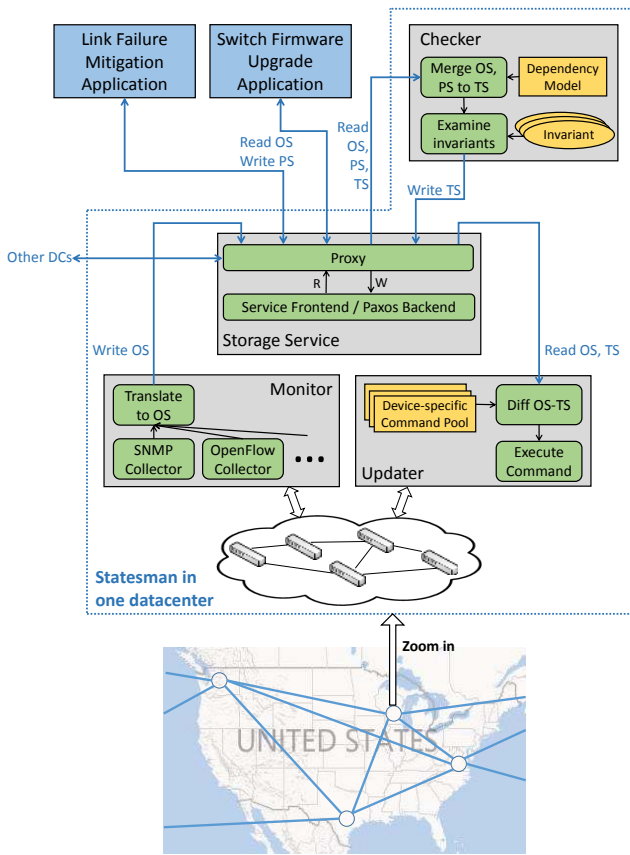 Link Failure
Mitigation
Application
Switch Firmware
Upgrade
Application
Checker
Merge OS,
PS to TS
Dependency
Model
Examine
invariants
Invariant
Read OS
Write PS
Read
OS,
PS,
TS
Write TS
Other DCs
Proxy
R
W
Service Frontend / Paxos Backend
Storage Service
Write OS
Read OS, TS
Monitor
Translate
to OS
SNMP
Collector
OpenFlow
Collector
...
Device-specific
Command Pool
Diff OS-TS
Execute
Command
Updater
Statesman in
one datacenter
Zoom in
UNITED STATES